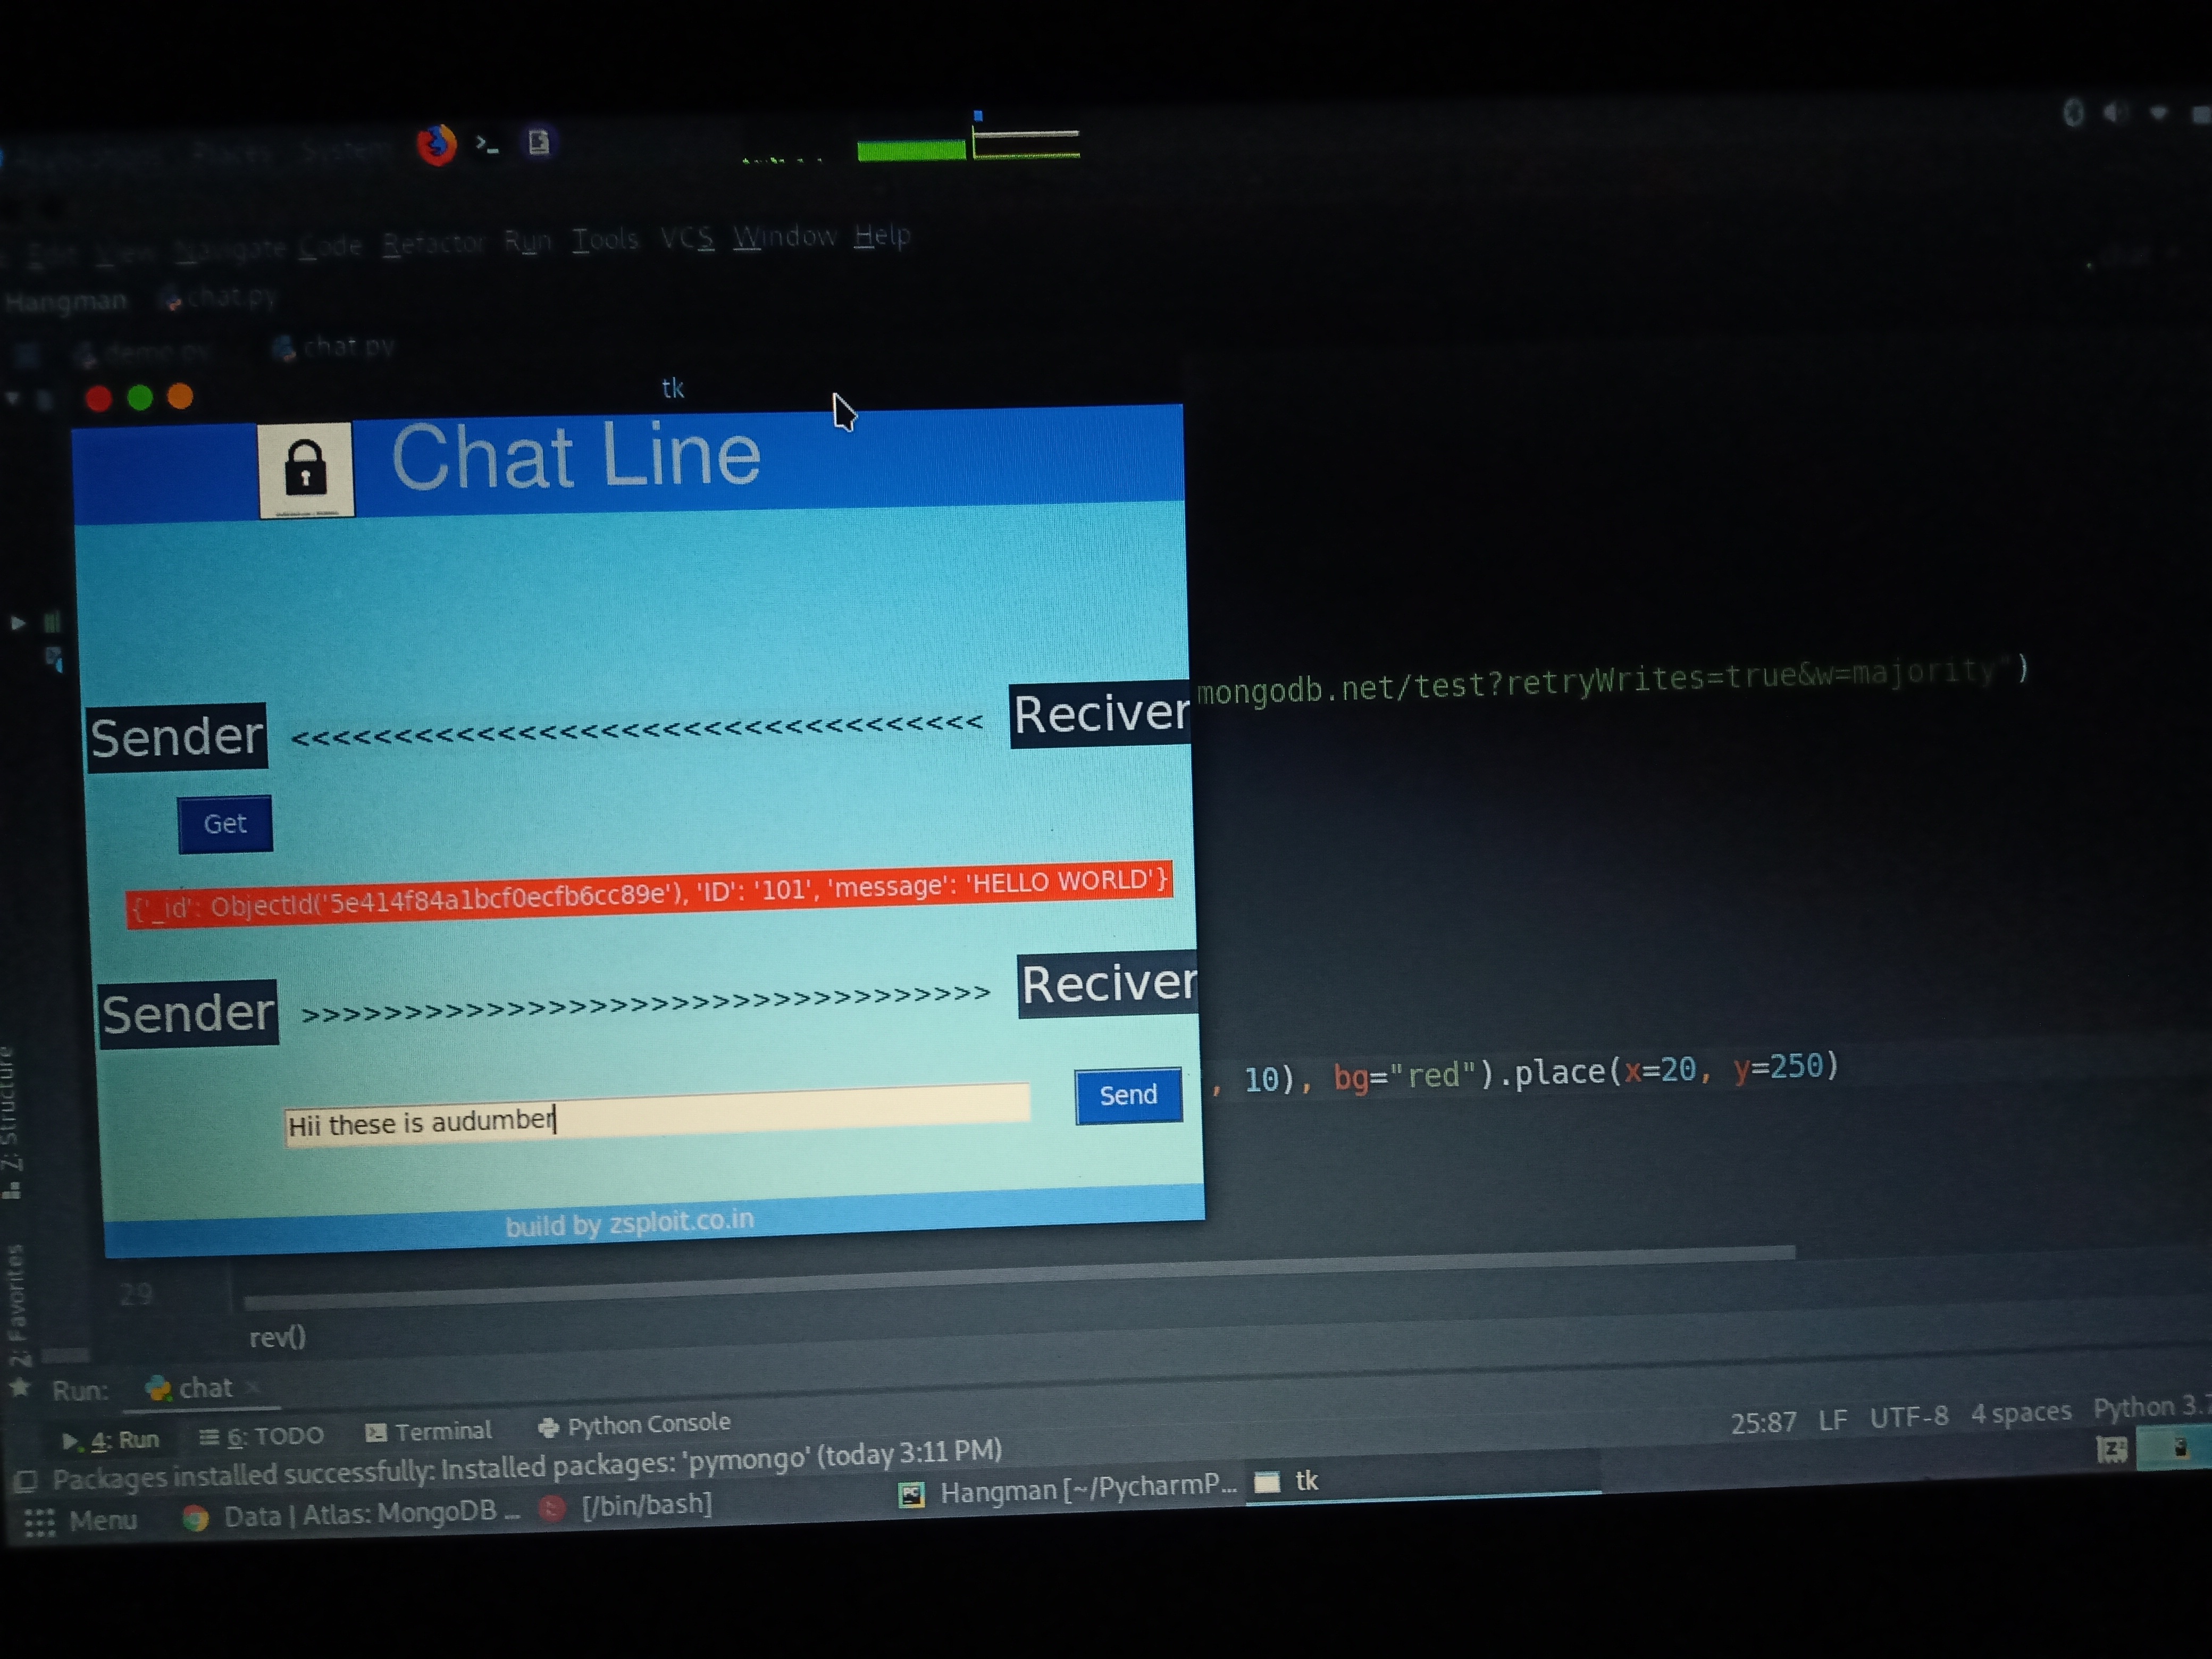 Applications Places System
Edit View Navigate Code Refactor Run Tools VCS Window Help
Hangman chat.py
demo.py chat.py
tk
Chat Line
mongodb.net/test?retryWrites=true&w=majority")
Sender <<<<<<<<<<<<<<<<<<<<<<<<<<<<<<<<<< Reciver
Get
{'_id': ObjectId('5e414f84a1bcf0ecfb6cc89e'), 'ID': '101', 'message': 'HELLO WORLD'}
Sender >>>>>>>>>>>>>>>>>>>>>>>>>>>>>>>>>> Reciver
, 10), bg="red").place(x=20, y=250)
Hii these is audumber Send
build by zsploit.co.in
Z: Structure
2: Favorites
29
rev()
Run: chat
4: Run 6: TODO Terminal Python Console
25:87 LF UTF-8 4 spaces Python 3.7
Packages installed successfully: Installed packages: 'pymongo' (today 3:11 PM)
Menu Data | Atlas: MongoDB ... [/bin/bash] Hangman [~/PycharmP... tk